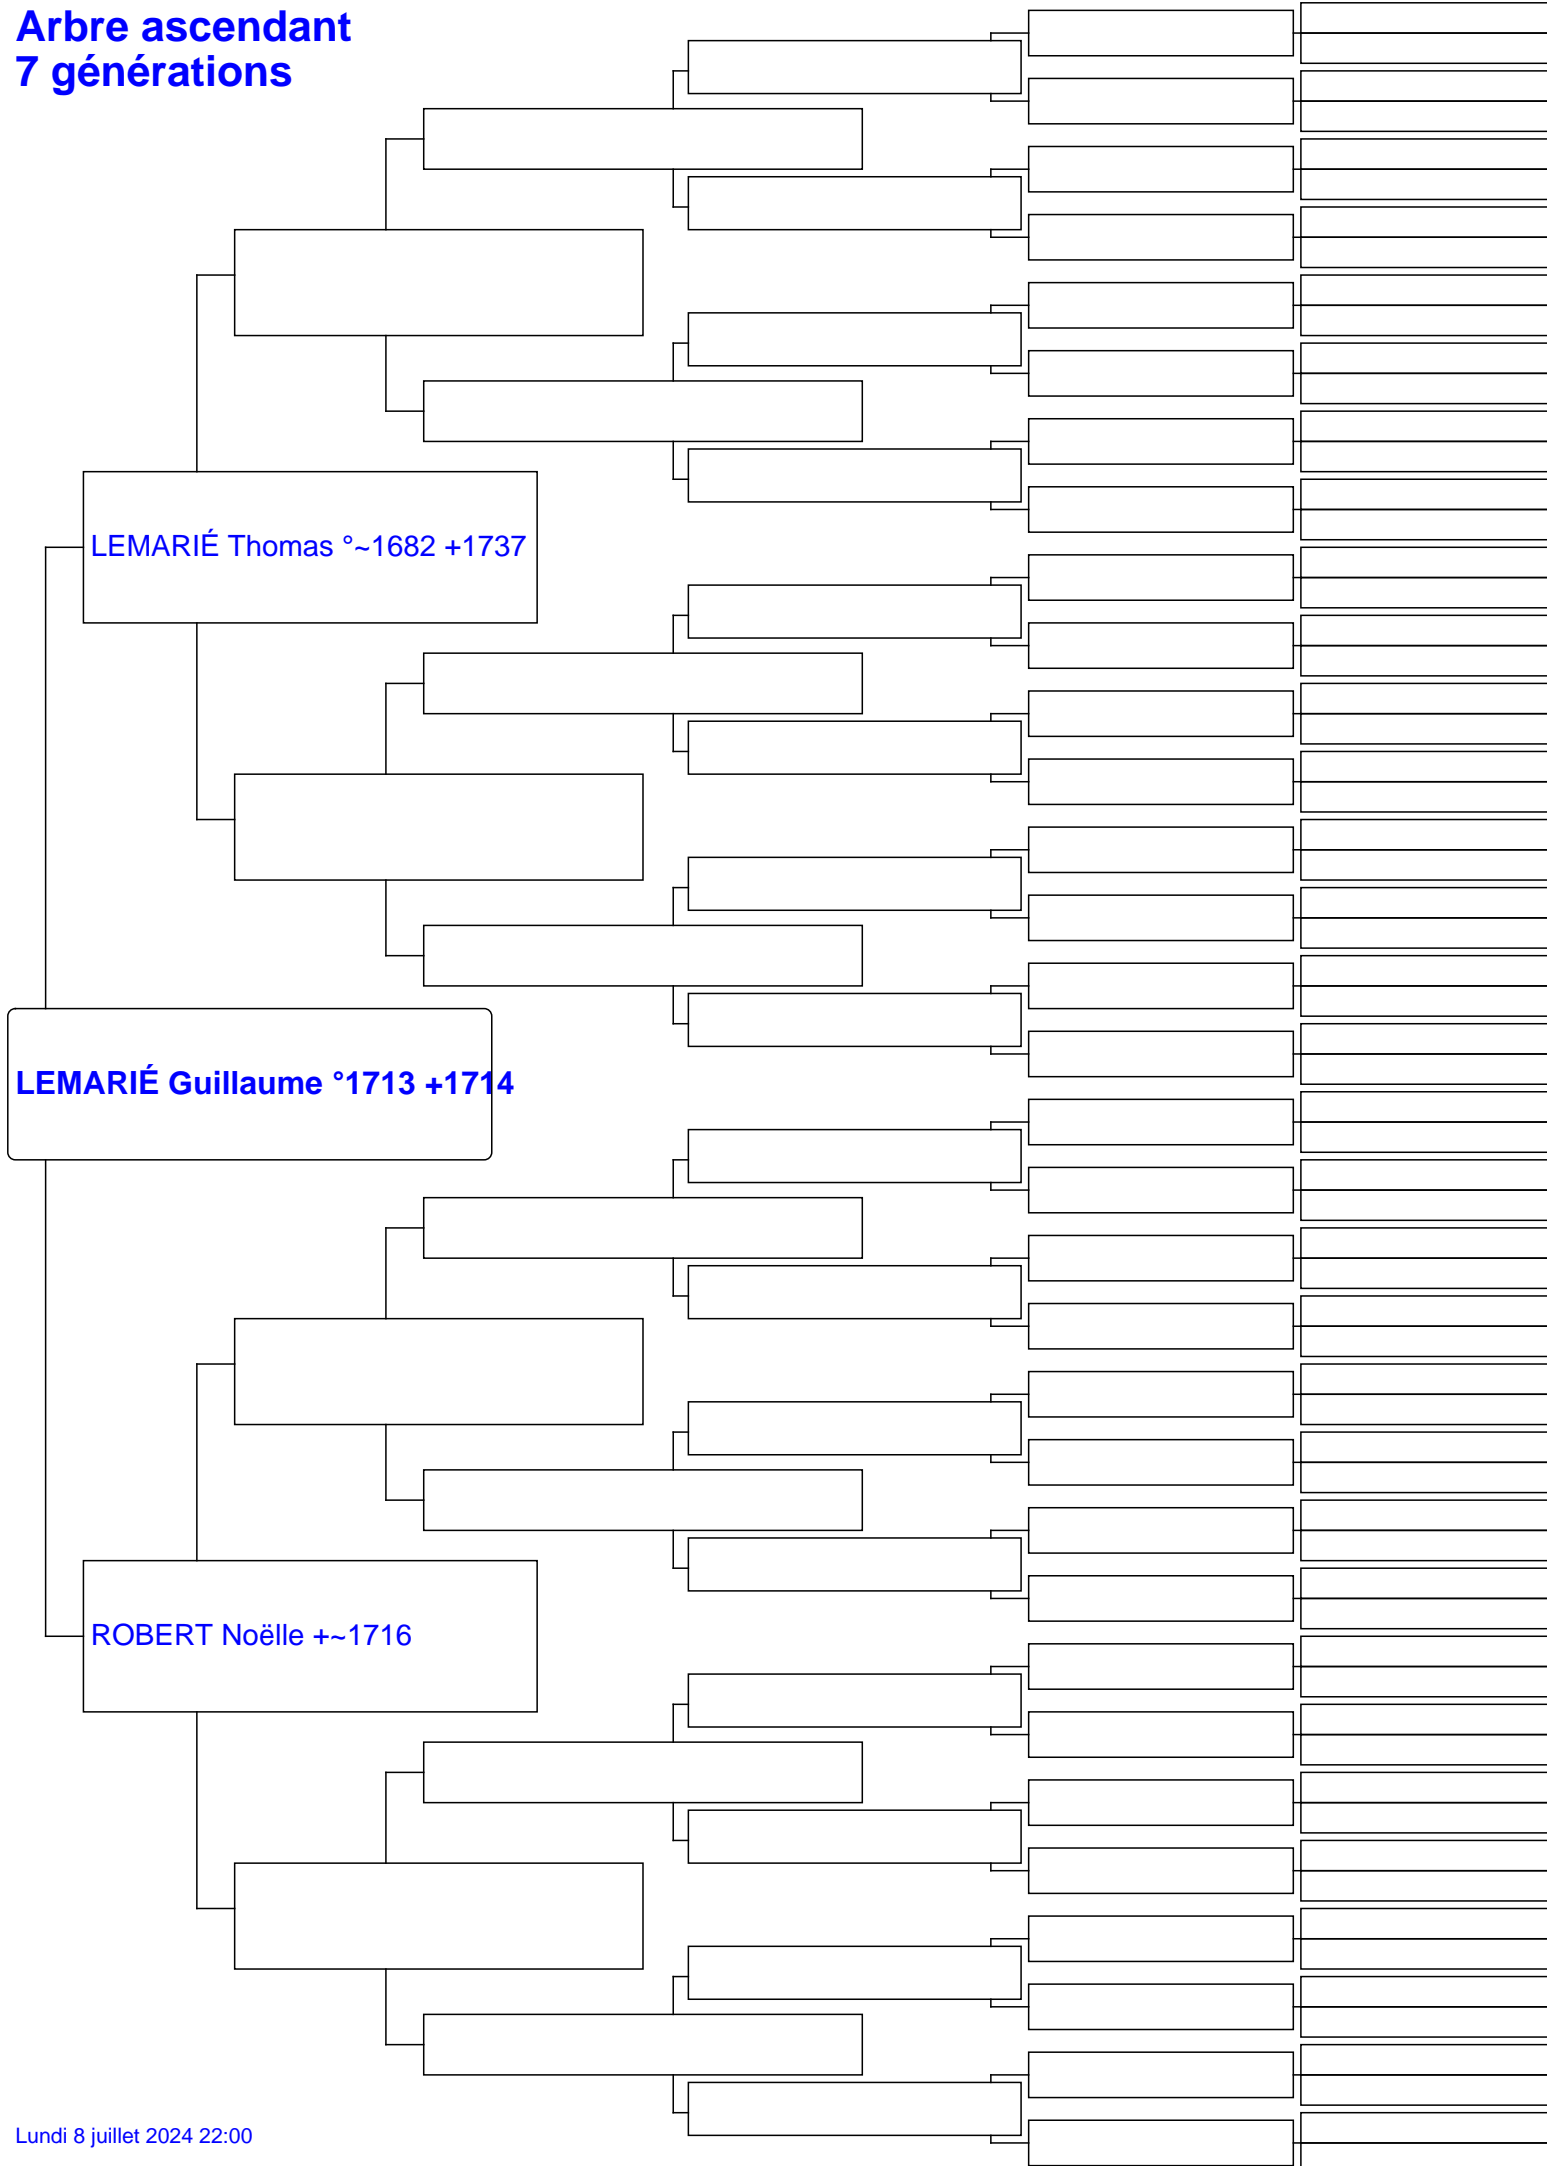 Arbre ascendant
7 générations
LEMARIÉ Thomas °~1682 +1737
LEMARIÉ Guillaume °1713 +1714
ROBERT Noëlle +~1716
Lundi 8 juillet 2024 22:00